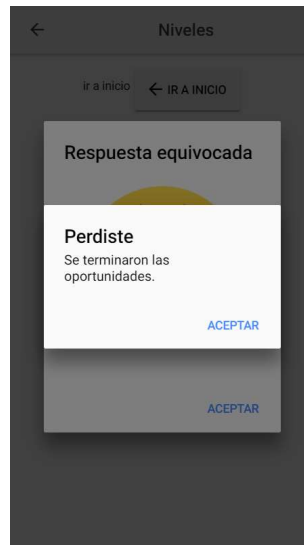 Niveles
ir a inicio
IR A INICIO
Respuesta equivocada
Perdiste
Se terminaron las
oportunidades.
ACEPTAR
ACEPTAR